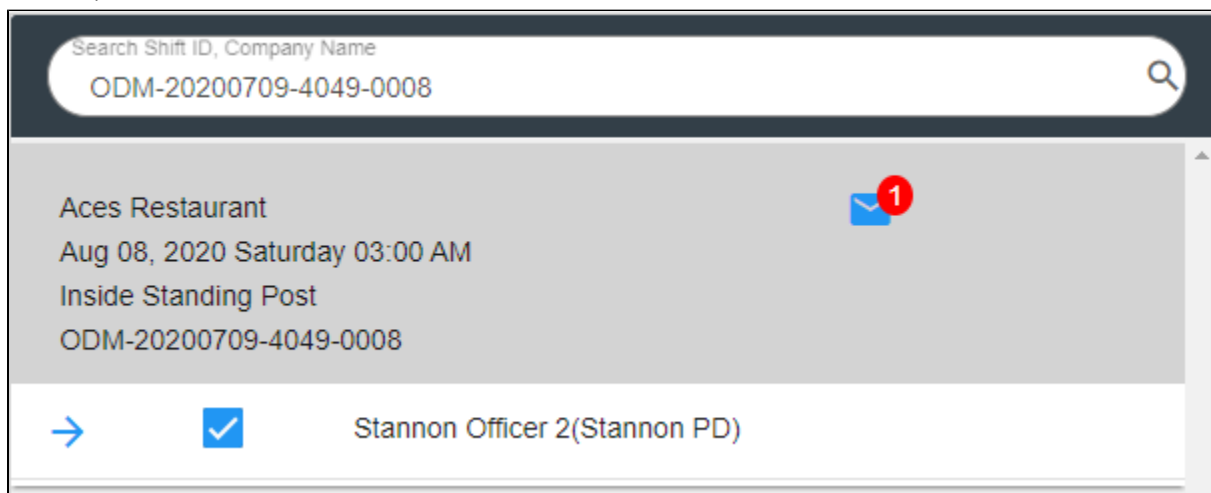 Search Shift ID, Company Name
ODM-20200709-4049-0008
Aces Restaurant
1
Aug 08, 2020 Saturday 03:00 AM
Inside Standing Post
ODM-20200709-4049-0008
Stannon Officer 2(Stannon PD)